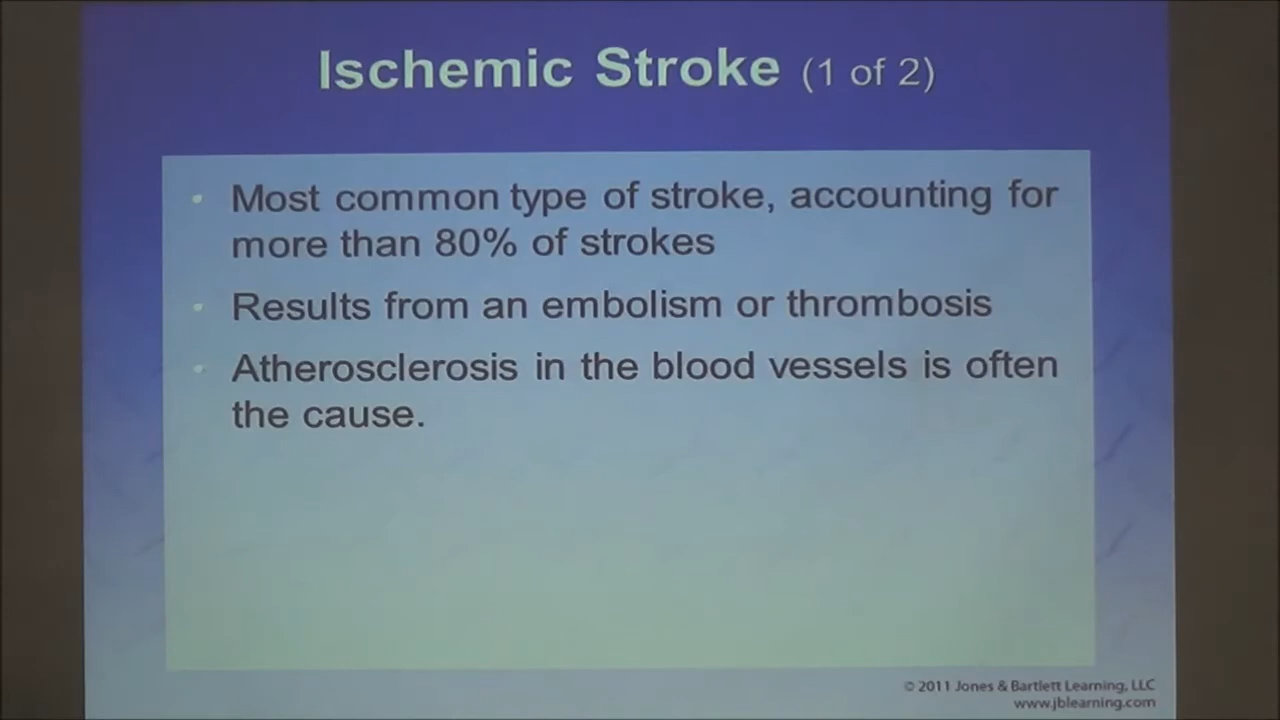 Ischemic Stroke (1 of 2)
• Most common type of stroke, accounting for
more than 80% of strokes
• Results from an embolism or thrombosis
• Atherosclerosis in the blood vessels is often
the cause.
© 2011 Jones & Bartlett Learning, LLC
www.jblearning.com